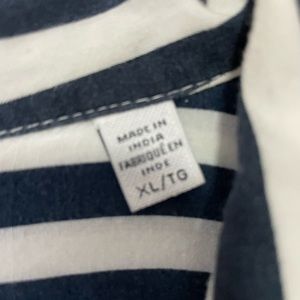 MADE IN
INDIA
FABRIQUÉ EN
INDE
XL/TG